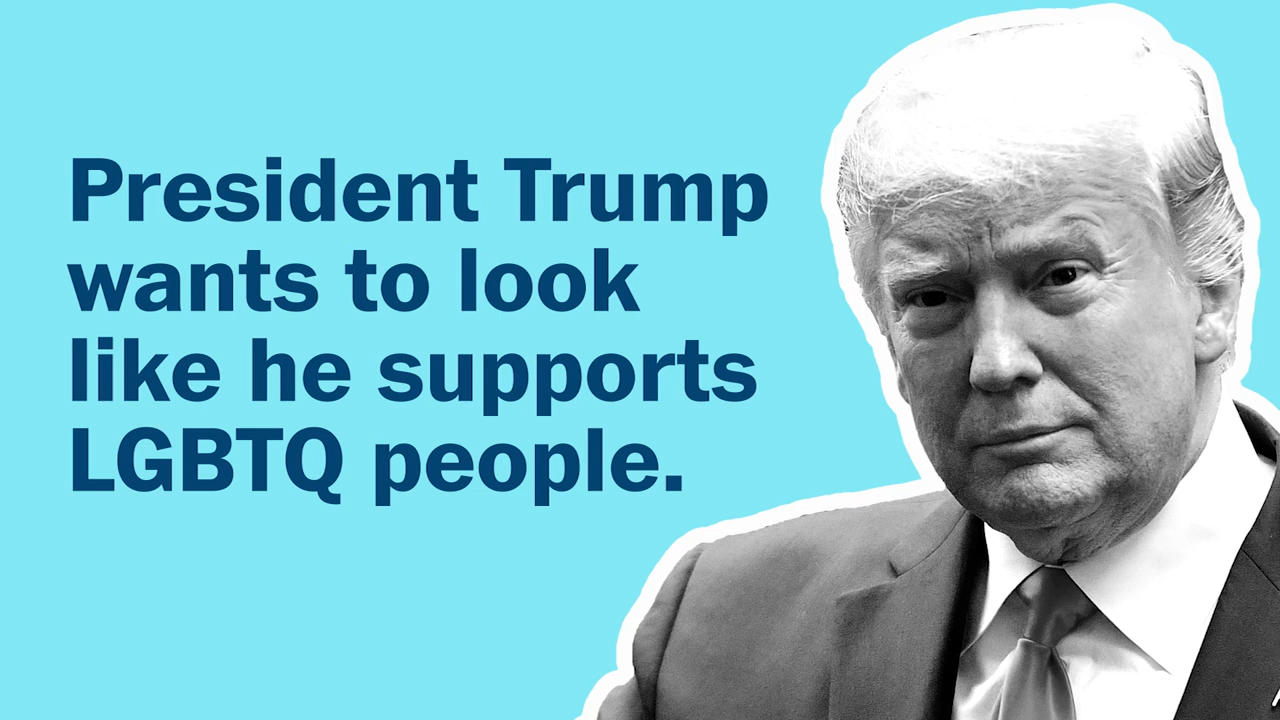 President Trump
wants to look
like he supports
LGBTQ people.